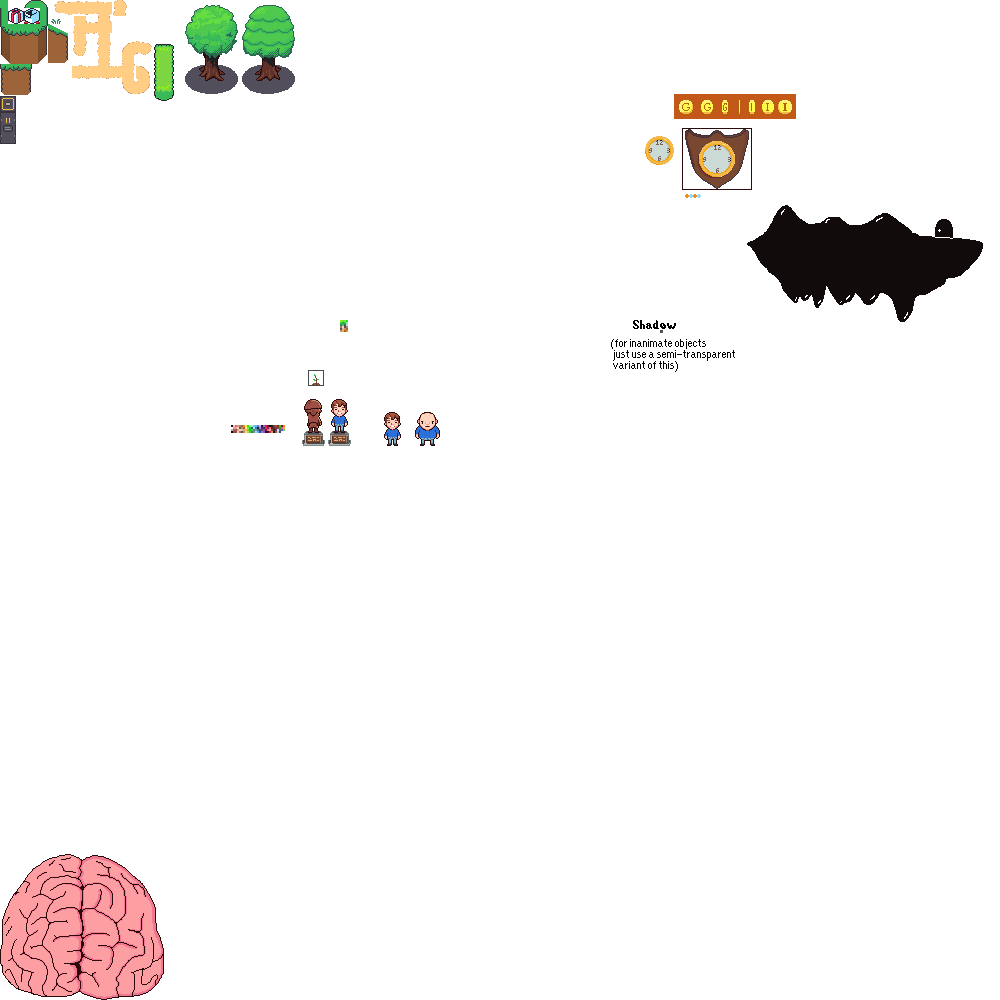 G G G I I I
12
9 3
6
12
9 3
6
Shadow
(for inanimate objects
just use a semi-transparent
variant of this)